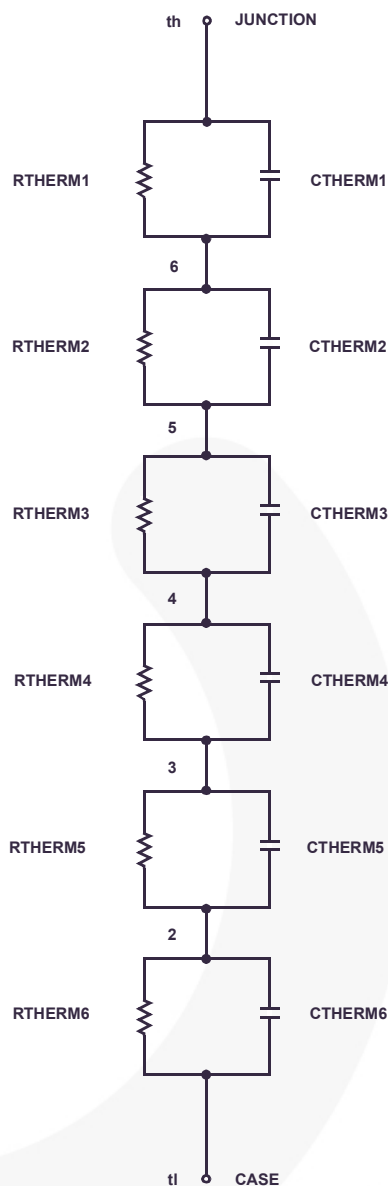 th JUNCTION
RTHERM1 CTHERM1
6
RTHERM2 CTHERM2
5
RTHERM3 CTHERM3
4
RTHERM4 CTHERM4
3
RTHERM5 CTHERM5
2
RTHERM6 CTHERM6
tl CASE